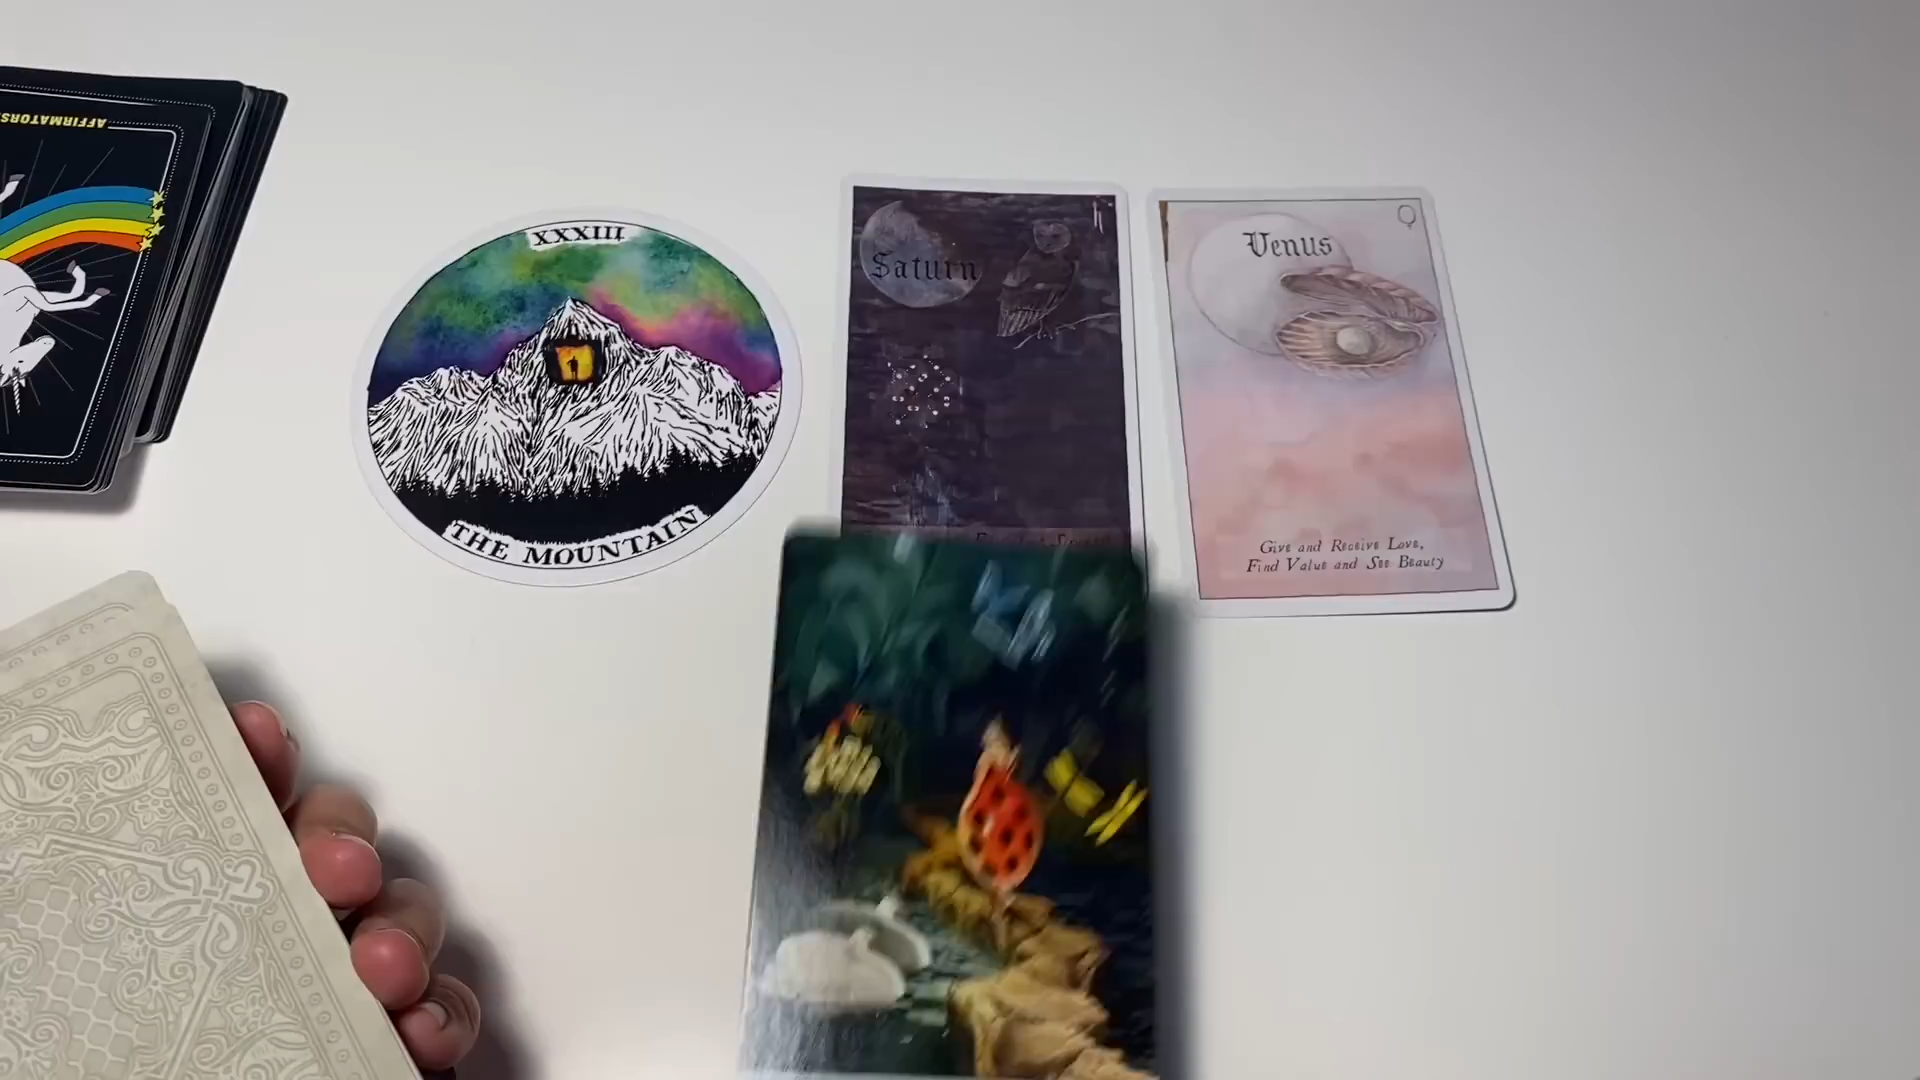 AFFIRMATORS
XXXIII
THE MOUNTAIN
Saturn
Venus
Give and Receive Love,
Find Value and See Beauty